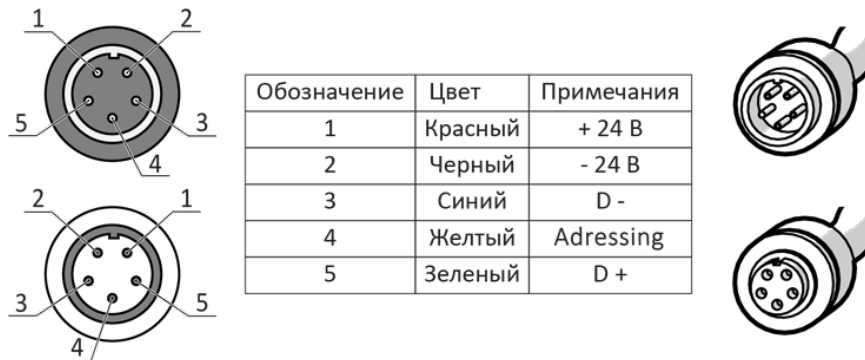 1 2
5 3
4
2 1
3 5
4
Обозначение Цвет Примечания
1 Красный + 24 В
2 Черный - 24 В
3 Синий D -
4 Желтый Adressing
5 Зеленый D +